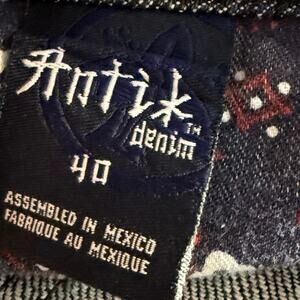 Antik
denim™
40
ASSEMBLED IN MEXICO
FABRIQUE AU MEXIQUE